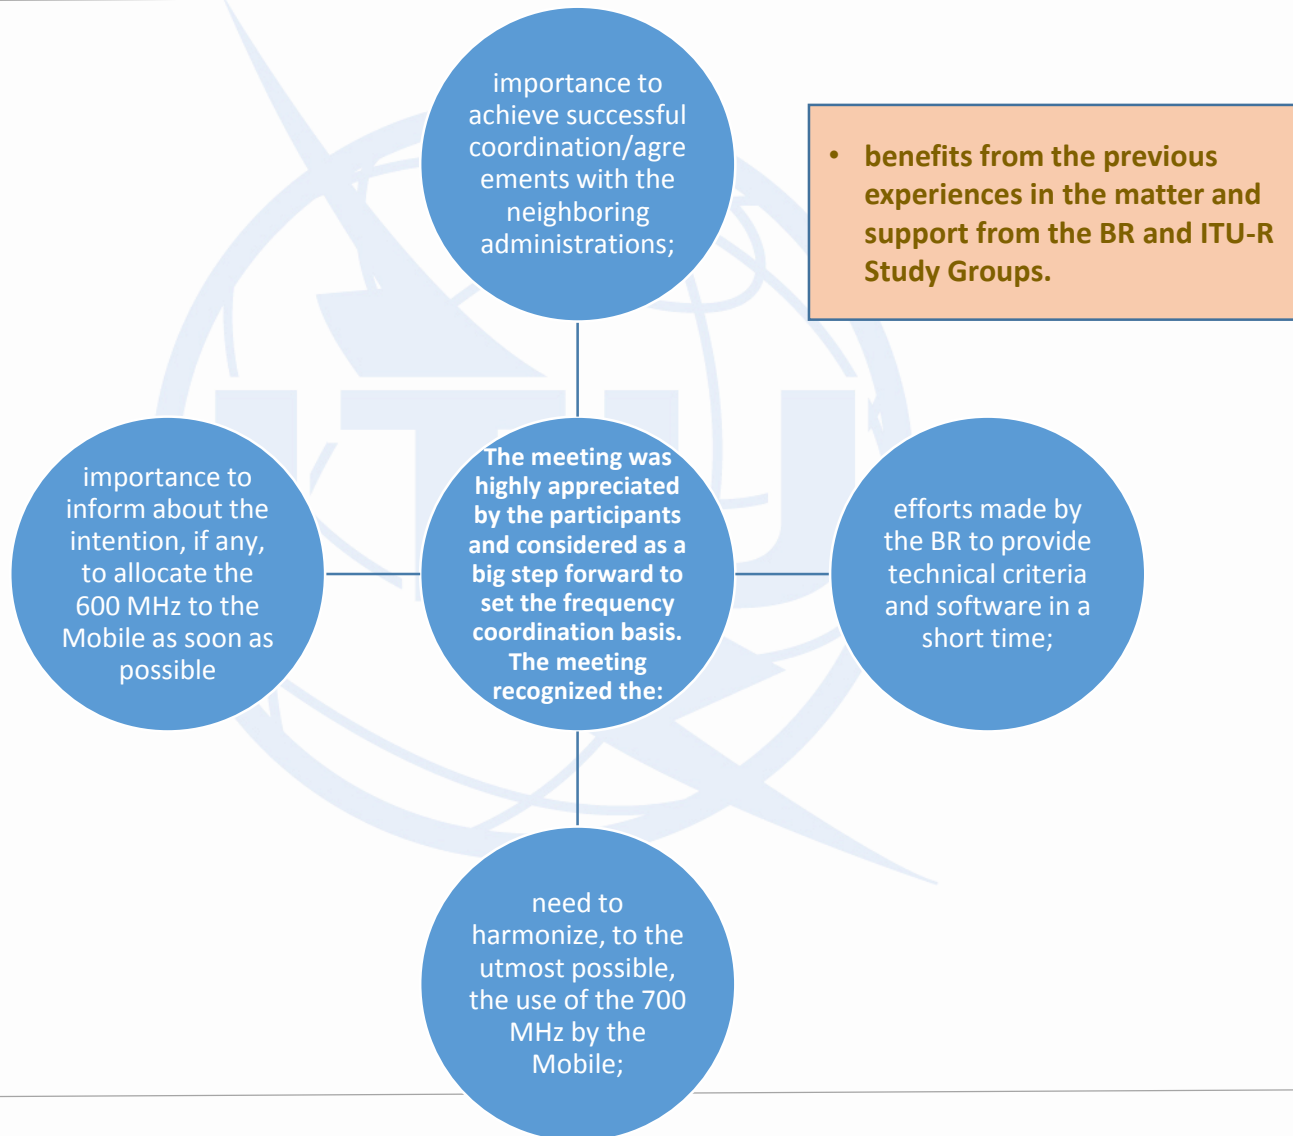 importance to
achieve successful
coordination/agre
ements with the
neighboring
administrations;
• benefits from the previous
experiences in the matter and
support from the BR and ITU-R
Study Groups.
importance to
inform about the
intention, if any,
to allocate the
600 MHz to the
Mobile as soon as
possible
The meeting was
highly appreciated
by the participants
and considered as a
big step forward to
set the frequency
coordination basis.
The meeting
recognized the:
efforts made by
the BR to provide
technical criteria
and software in a
short time;
need to
harmonize, to the
utmost possible,
the use of the 700
MHz by the
Mobile;
ITU